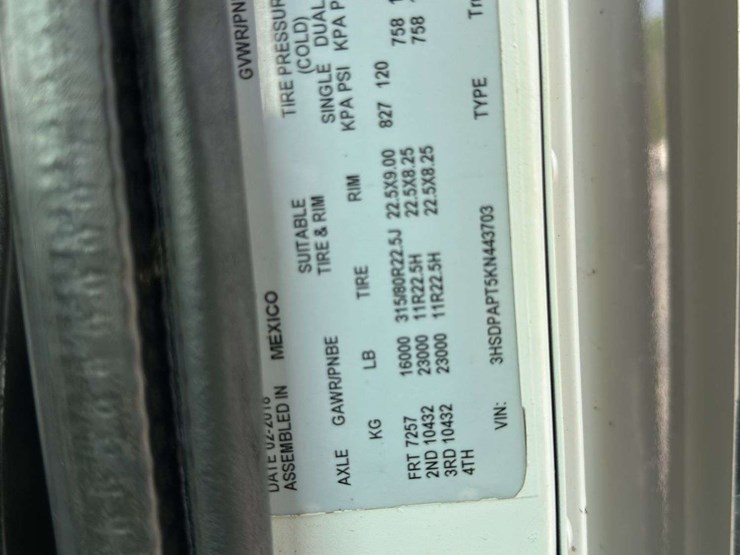 GVWR/PN
DATE 02-2018
ASSEMBLED IN MEXICO
SUITABLE TIRE PRESSUR
AXLE GAWR/PNBE TIRE & RIM (COLD)
SINGLE DUAL
KG LB TIRE RIM KPA PSI KPA P
FRT 7257 16000 315/80R22.5J 22.5X9.00 827 120
2ND 10432 23000 11R22.5H 22.5X8.25 758 1
3RD 10432 23000 11R22.5H 22.5X8.25 758
4TH
VIN: 3HSDPAPT5KN443703 TYPE Tr